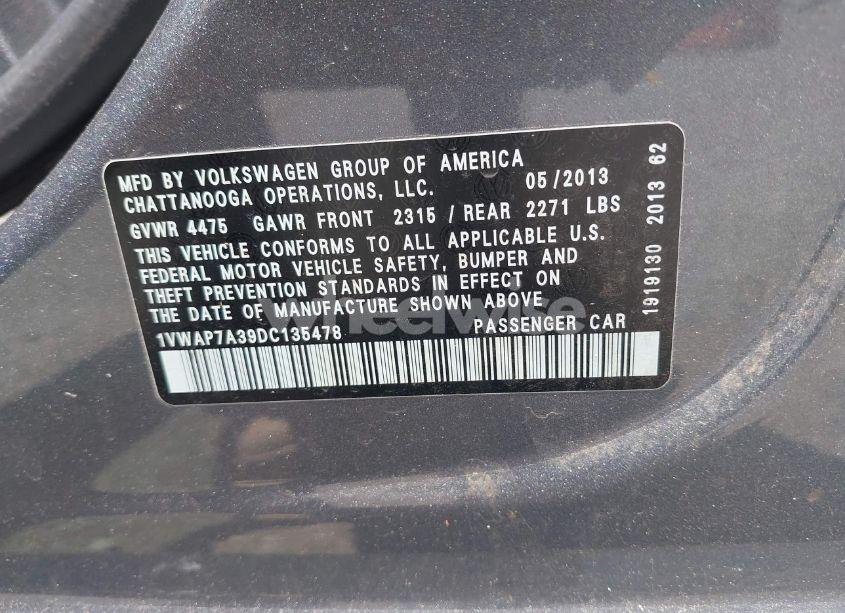 MFD BY VOLKSWAGEN GROUP OF AMERICA
CHATTANOOGA OPERATIONS, LLC. 05/2013
GVWR 4475 GAWR FRONT 2315 / REAR 2271 LBS
THIS VEHICLE CONFORMS TO ALL APPLICABLE U.S.
FEDERAL MOTOR VEHICLE SAFETY, BUMPER AND
THEFT PREVENTION STANDARDS IN EFFECT ON
THE DATE OF MANUFACTURE SHOWN ABOVE
1VWAP7A39DC135478 PASSENGER CAR
1919130 2013 62
wheelwise